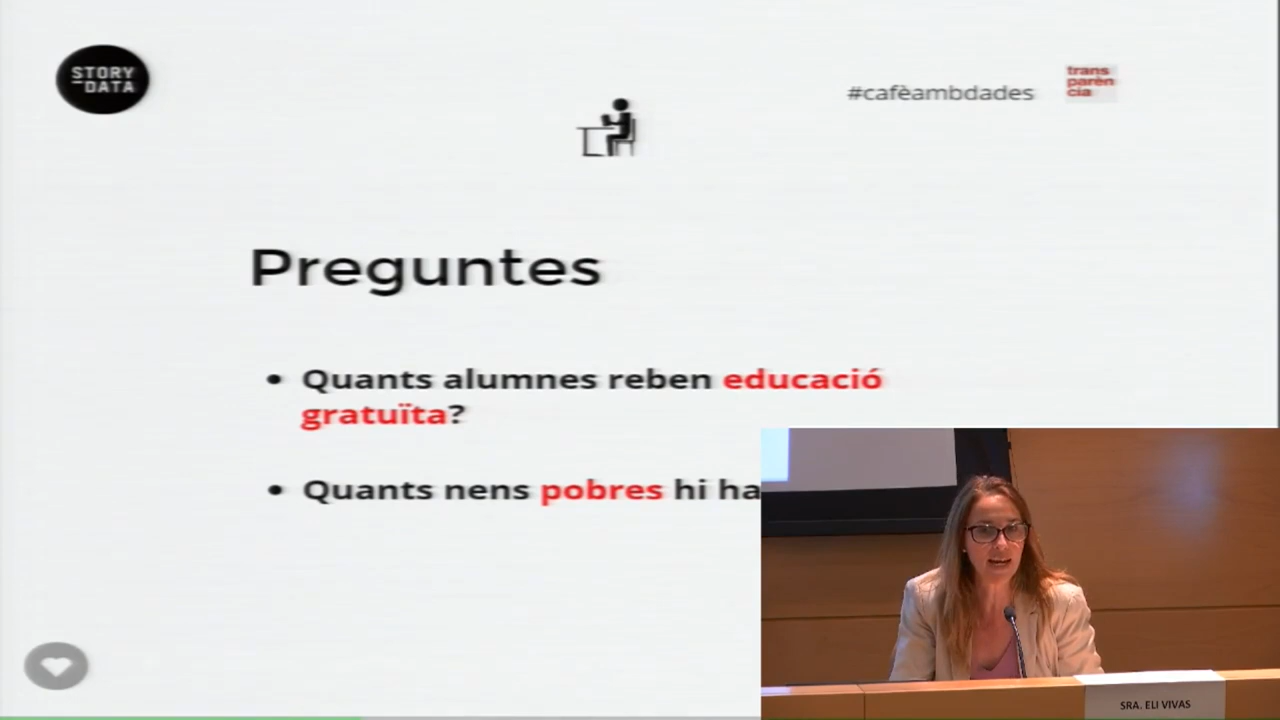 STORY
DATA
#cafèambdades
trans
parèn
cia
Preguntes
• Quants alumnes reben educació
gratuïta?
• Quants nens pobres hi ha
SRA. ELI VIVAS